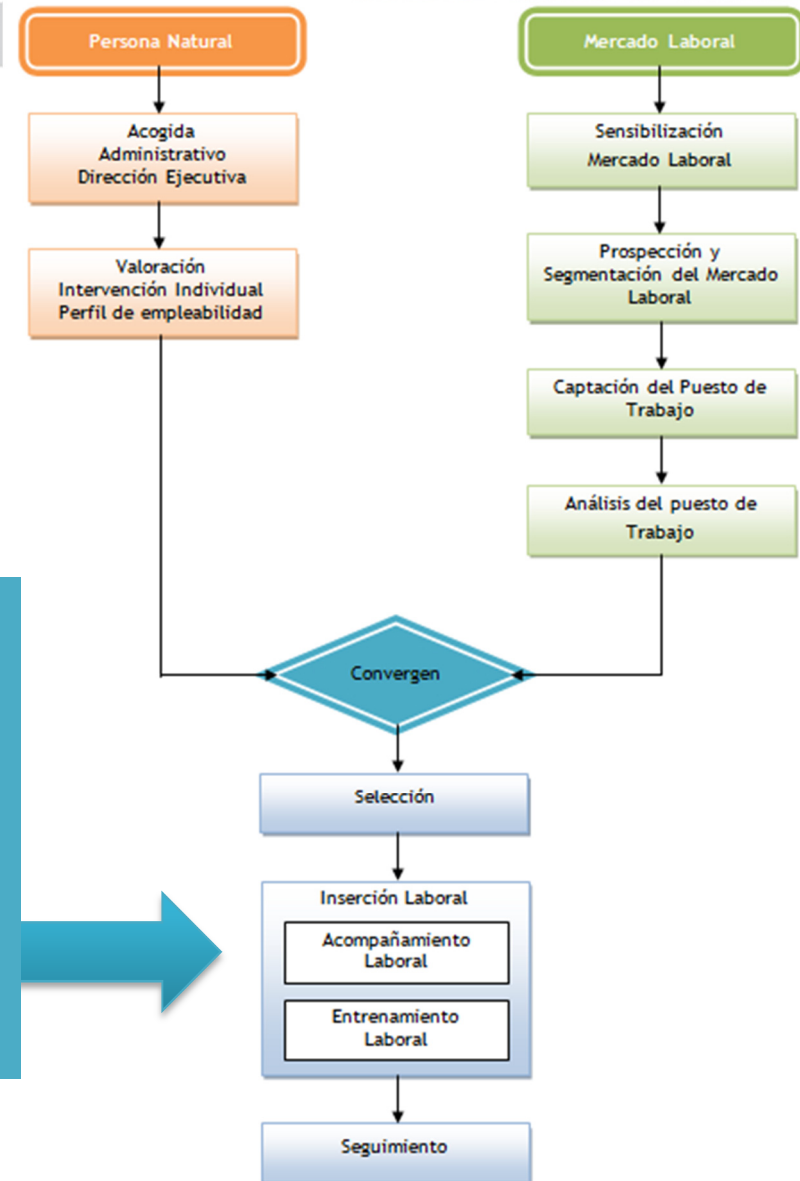 Persona Natural
Acogida
Administrativo
Dirección Ejecutiva
Valoración
Intervención Individual
Perfil de empleabilidad
Mercado Laboral
Sensibilización
Mercado Laboral
Prospección y
Segmentación del Mercado
Laboral
Captación del Puesto de
Trabajo
Análisis del puesto de
Trabajo
Convergen
Selección
Inserción Laboral
Acompañamiento
Laboral
Entrenamiento
Laboral
Seguimiento